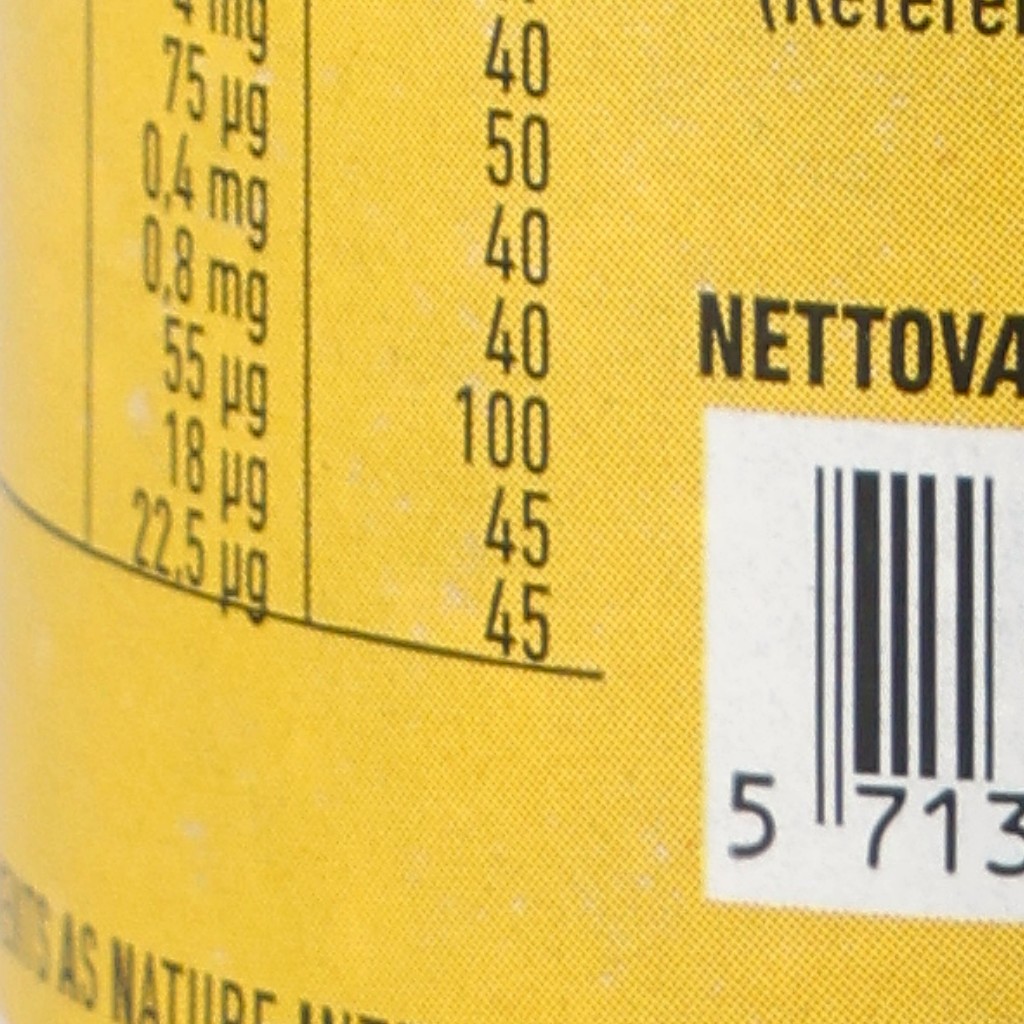 mg
75 µg 40
0,4 mg 50
0,8 mg 40
55 µg 40
18 µg 100
22,5 µg 45
45
NETTOVA
5 713
AS NATURE